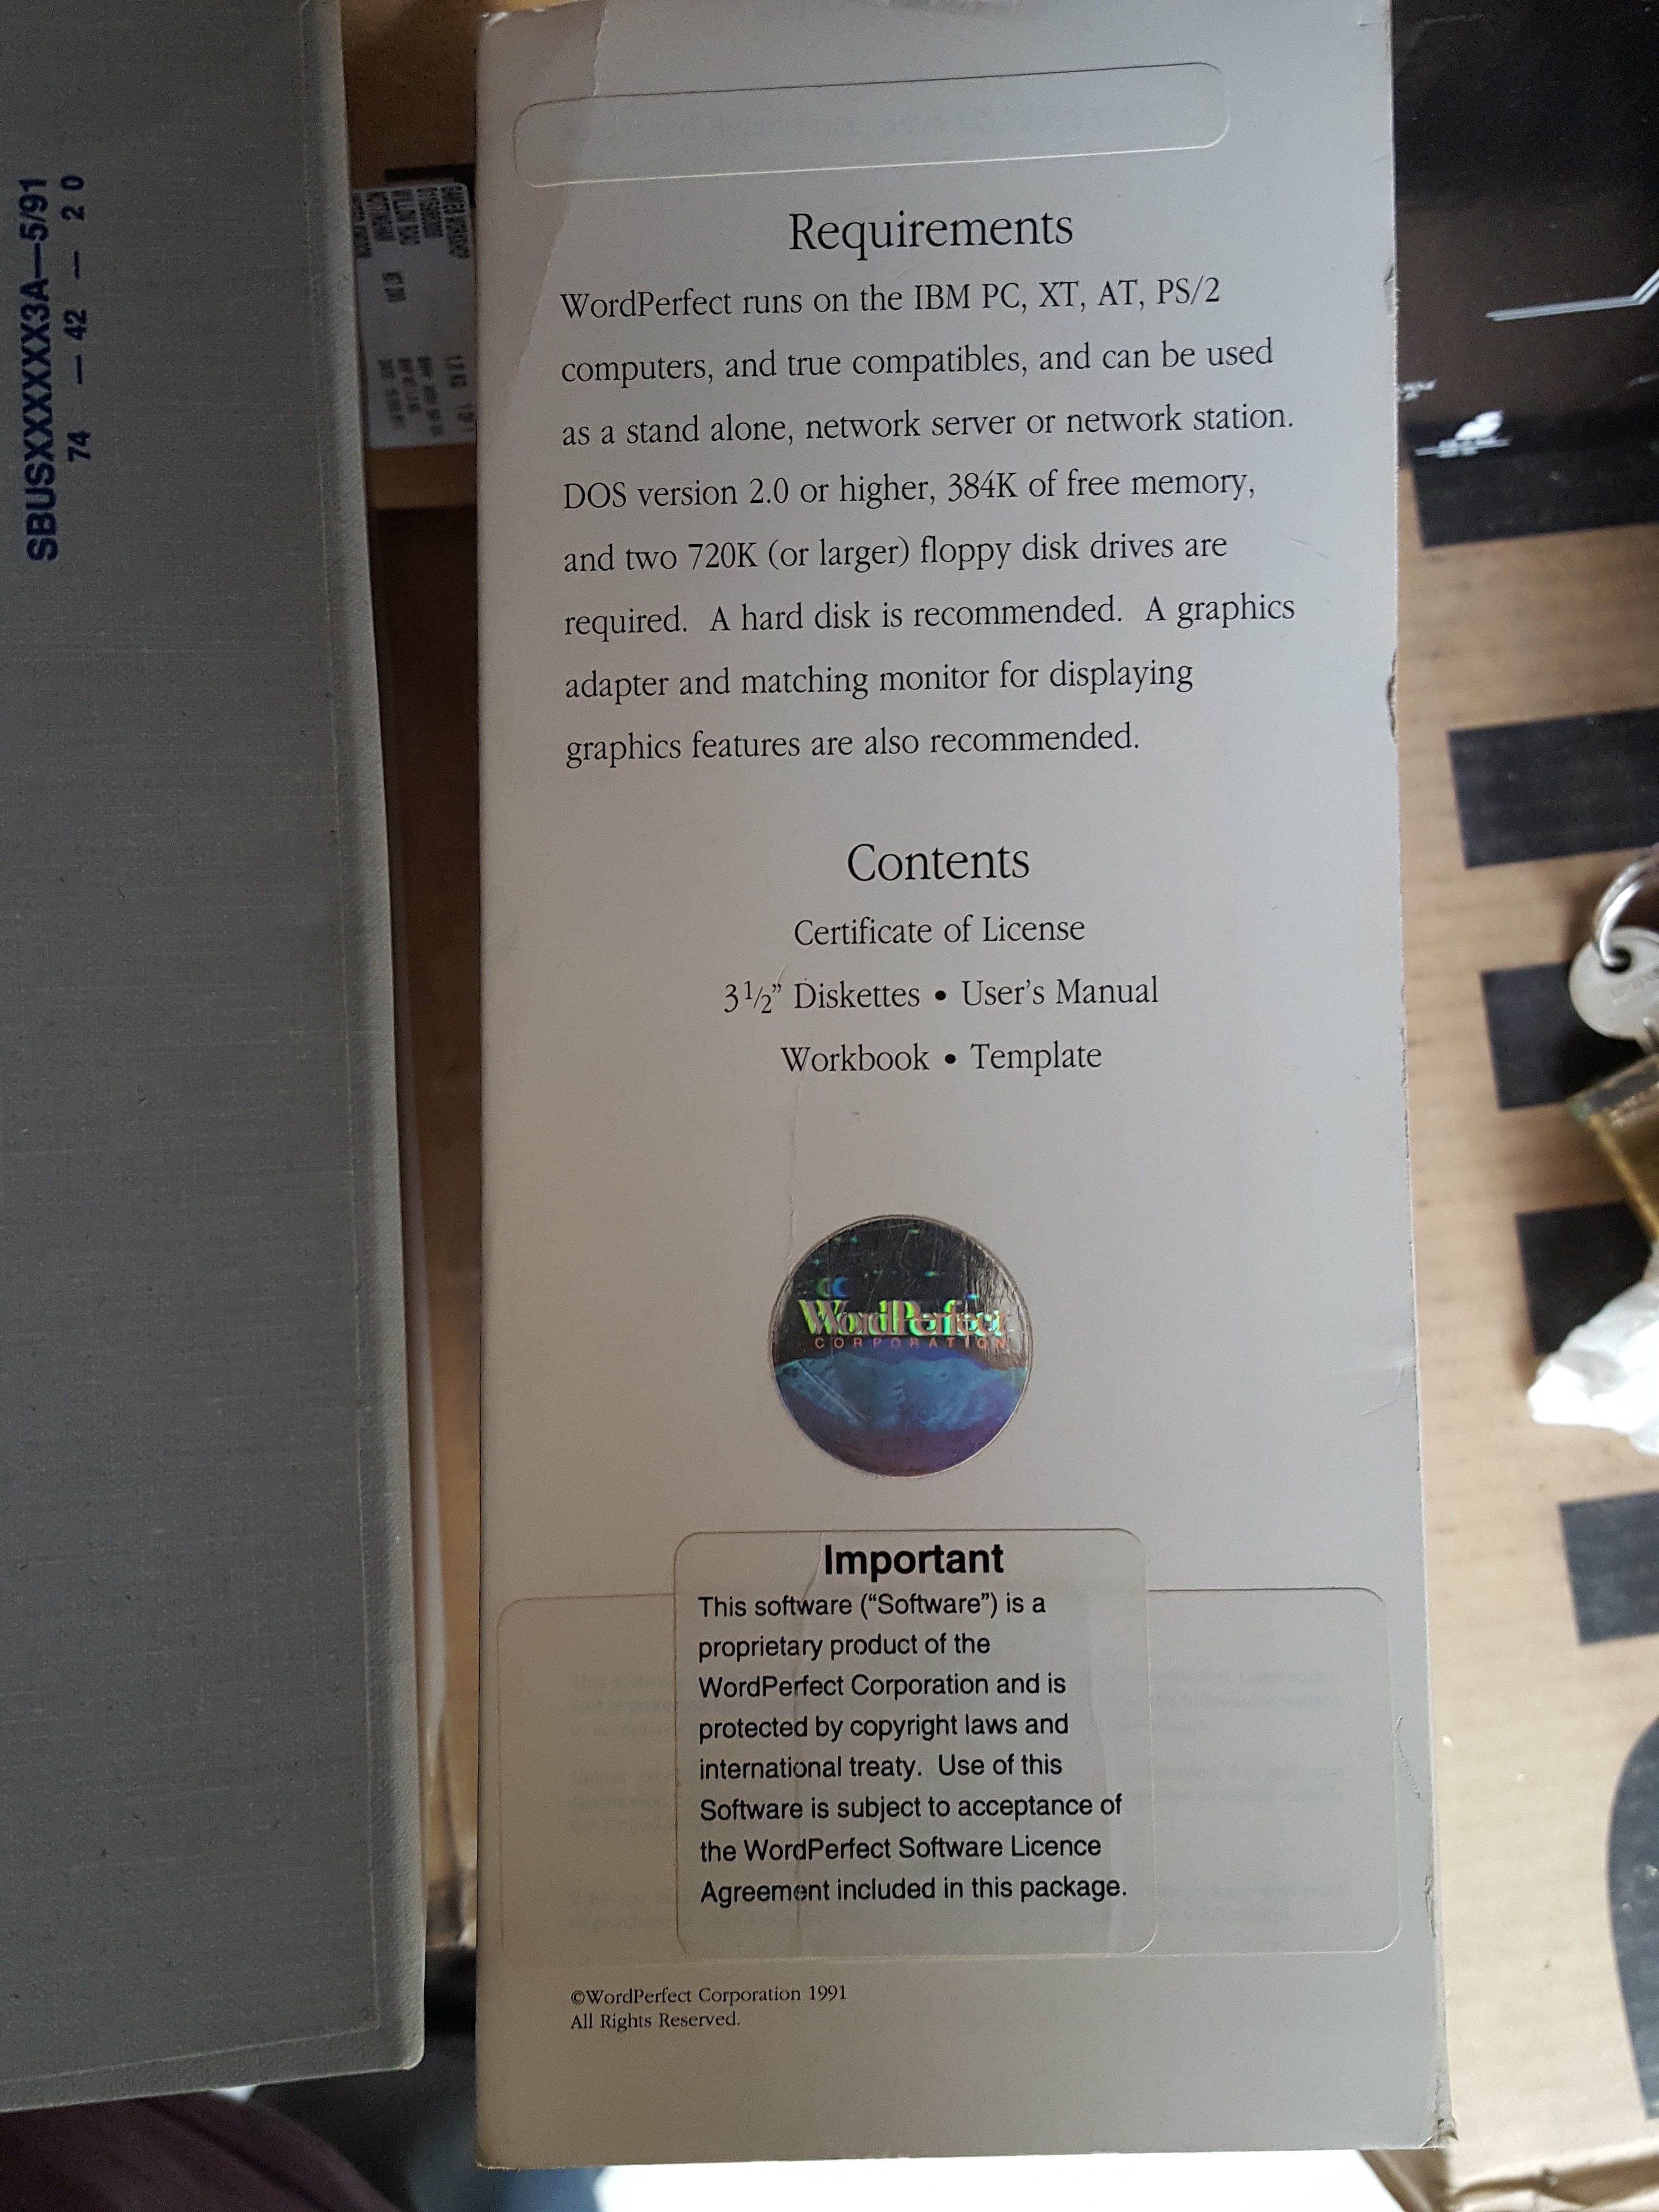 SBUSXXXXXXX3A—5/91
74 — 42 — 20
Requirements
WordPerfect runs on the IBM PC, XT, AT, PS/2
computers, and true compatibles, and can be used
as a stand alone, network server or network station.
DOS version 2.0 or higher, 384K of free memory,
and two 720K (or larger) floppy disk drives are
required.  A hard disk is recommended.  A graphics
adapter and matching monitor for displaying
graphics features are also recommended.
Contents
Certificate of License
3½” Diskettes • User’s Manual
Workbook • Template
WordPerfect
CORPORATION
Important
This software (“Software”) is a
proprietary product of the
WordPerfect Corporation and is
protected by copyright laws and
international treaty.  Use of this
Software is subject to acceptance of
the WordPerfect Software Licence
Agreement included in this package.
©WordPerfect Corporation 1991
All Rights Reserved.